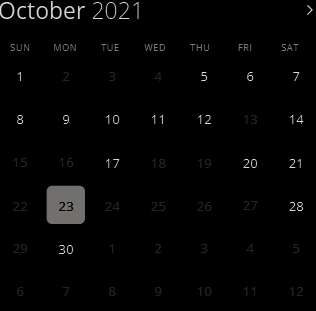 October 2021 >
SUN MON TUE WED THU FRI SAT
1 2 3 4 5 6 7
8 9 10 11 12 13 14
15 16 17 18 19 20 21
22 23 24 25 26 27 28
29 30 1 2 3 4 5
6 7 8 9 10 11 12